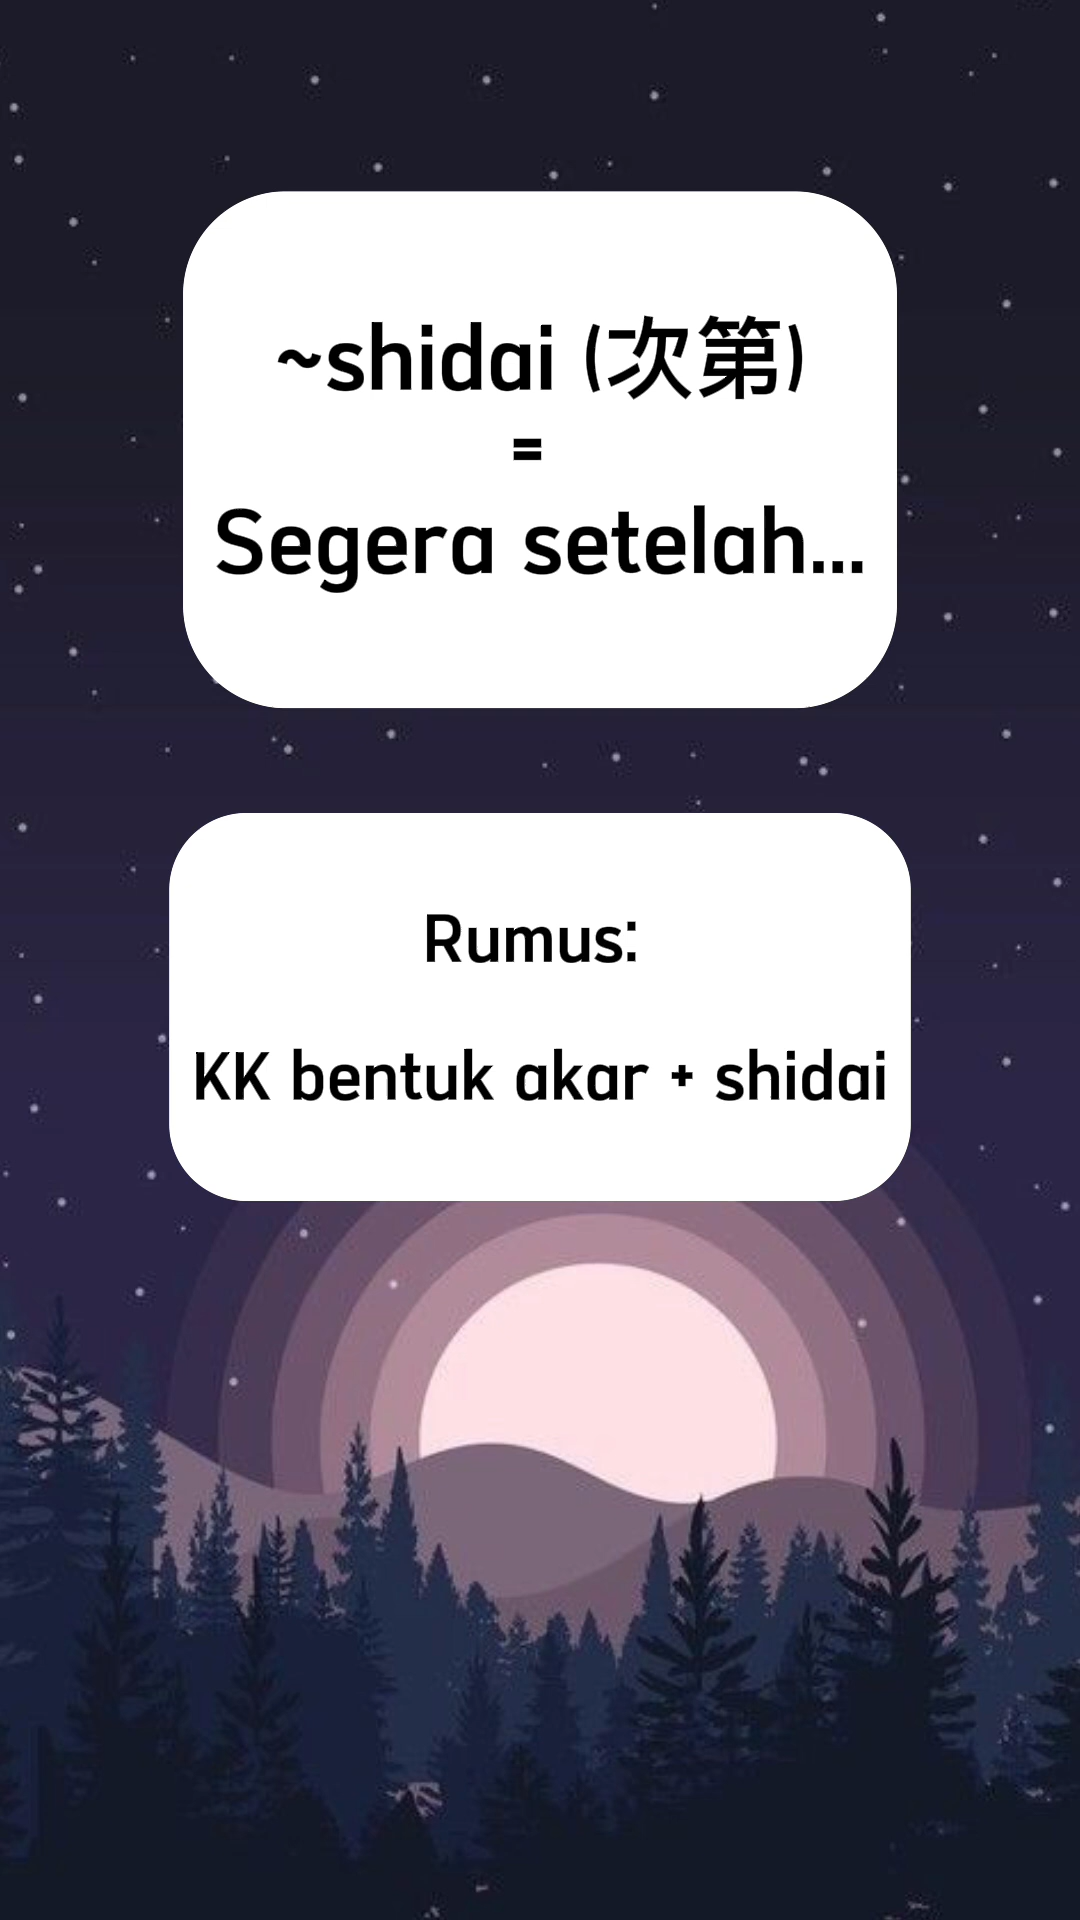 ~shidai (次第)
=
Segera setelah...
Rumus:
KK bentuk akar + shidai